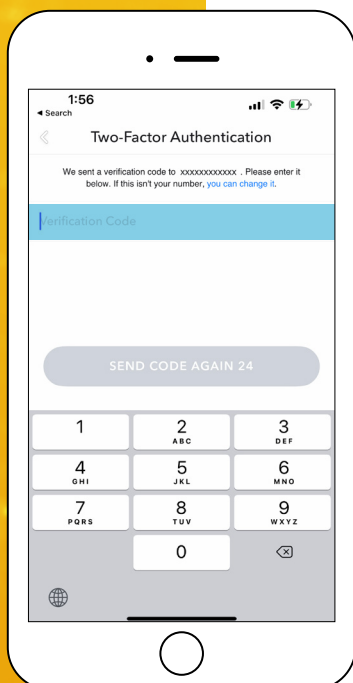 1:56
◀ Search
Two-Factor Authentication
We sent a verification code to xxxxxxxxxxxx . Please enter it
below. If this isn't your number, you can change it.
Verification Code
SEND CODE AGAIN 24
1 2 3
ABC DEF
4 5 6
GHI JKL MNO
7 8 9
PQRS TUV WXYZ
0